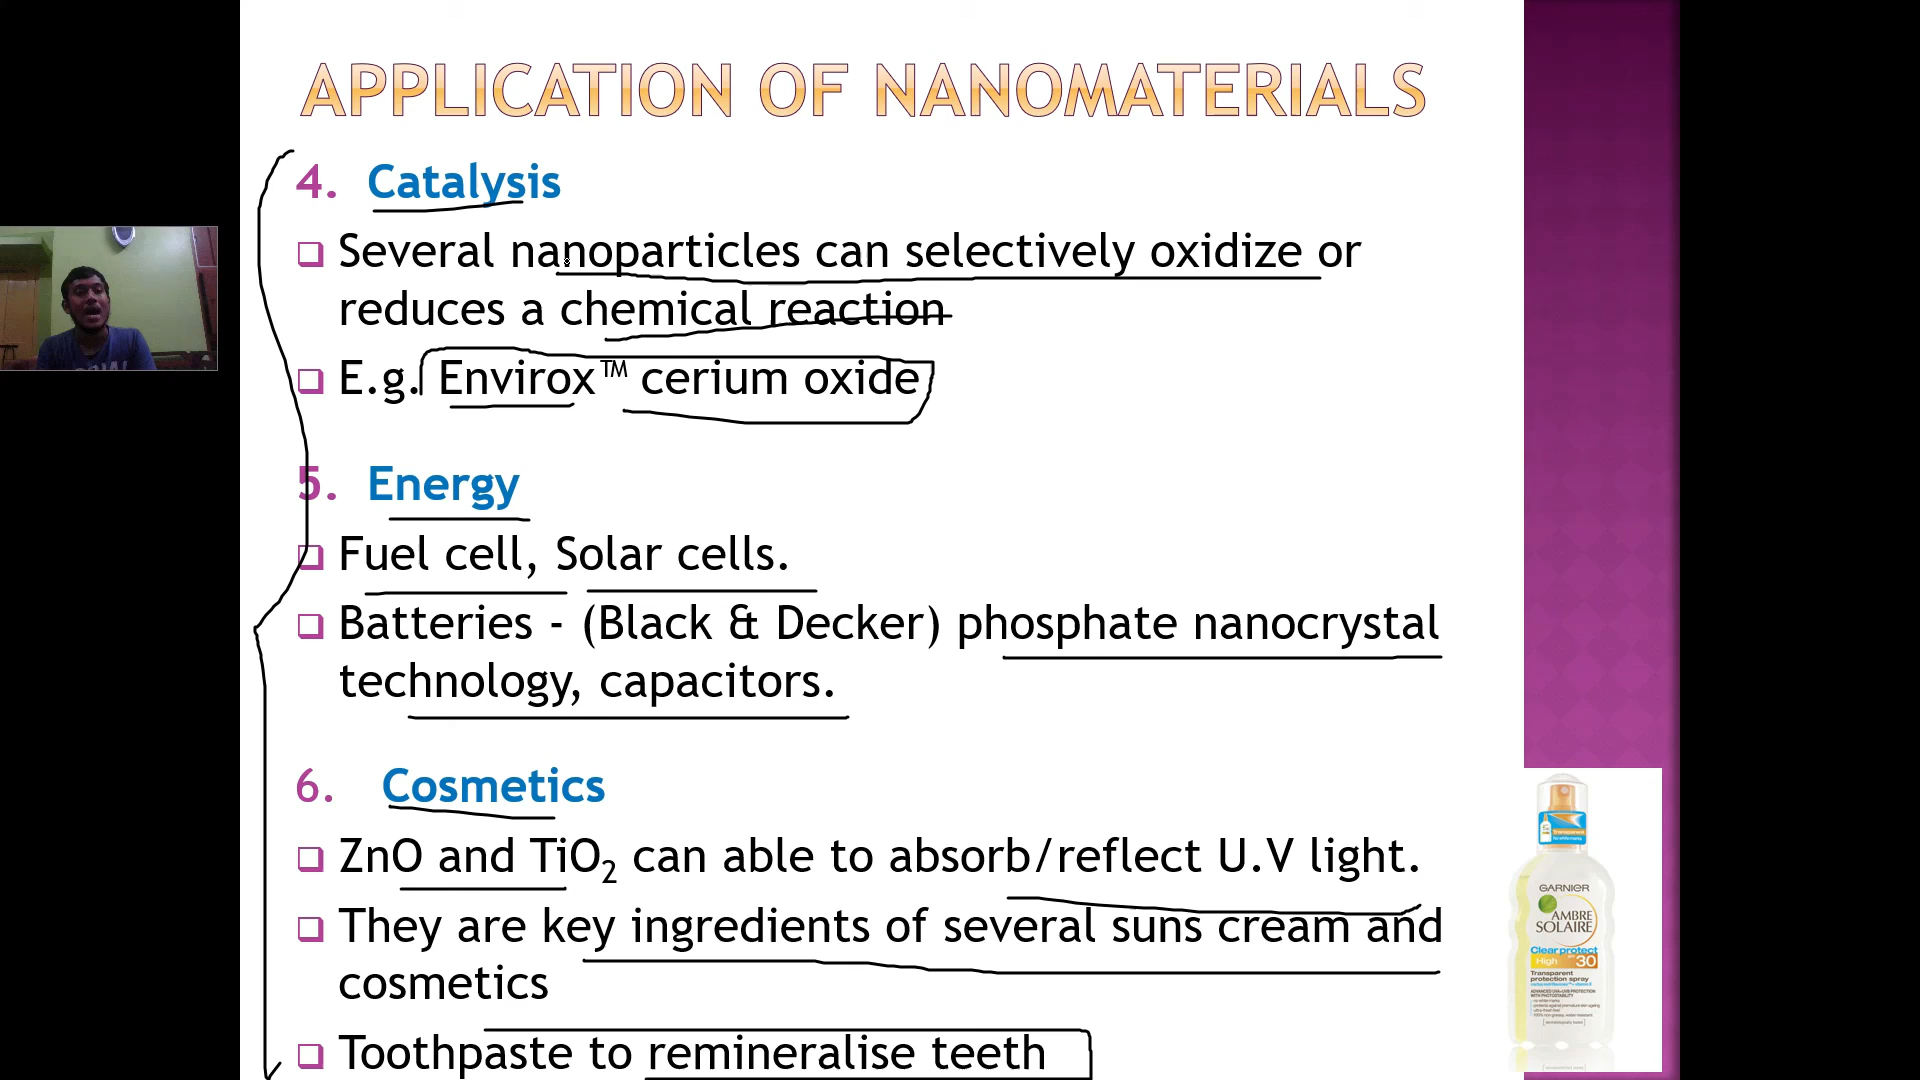 APPLICATION OF NANOMATERIALS
4. Catalysis
Several nanoparticles can selectively oxidize or
reduces a chemical reaction
E.g. Envirox™ cerium oxide
5. Energy
Fuel cell, Solar cells.
Batteries - (Black & Decker) phosphate nanocrystal
technology, capacitors.
6. Cosmetics
ZnO and TiO₂ can able to absorb/reflect U.V light.
They are key ingredients of several suns cream and
cosmetics
Toothpaste to remineralise teeth
Transparent
GARNIER
AMBRE
SOLAIRE
Clear protect
High 30
Transparent
protection spray